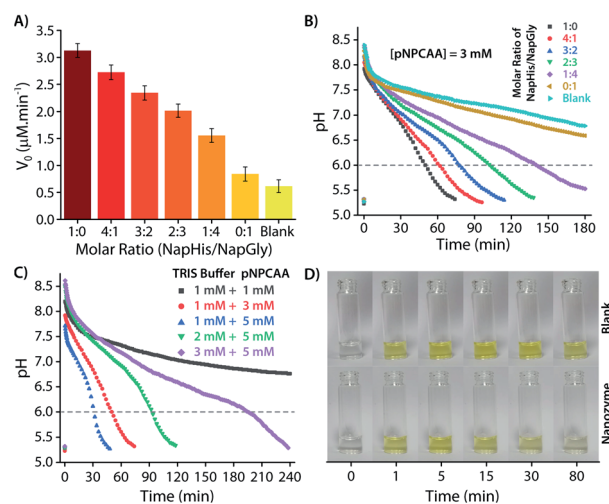 A)
V₀ (μM.min⁻¹)
3.5
3.0
2.5
2.0
1.5
1.0
0.5
0.0
1:0 4:1 3:2 2:3 1:4 0:1 Blank
Molar Ratio (NapHis/NapGly)
B)
[pNPCAA] = 3 mM
Molar Ratio of
NapHis/NapGly
1:0
4:1
3:2
2:3
1:4
0:1
Blank
pH
8.5
8.0
7.5
7.0
6.5
6.0
5.5
5.0
0 30 60 90 120 150 180
Time (min)
C)
TRIS Buffer pNPCAA
1 mM + 1 mM
1 mM + 3 mM
1 mM + 5 mM
2 mM + 5 mM
3 mM + 5 mM
pH
9.0
8.5
8.0
7.5
7.0
6.5
6.0
5.5
5.0
0 30 60 90 120 150 180 210 240
Time (min)
D)
Blank
Nanozyme
0 1 5 15 30 80
Time (min)